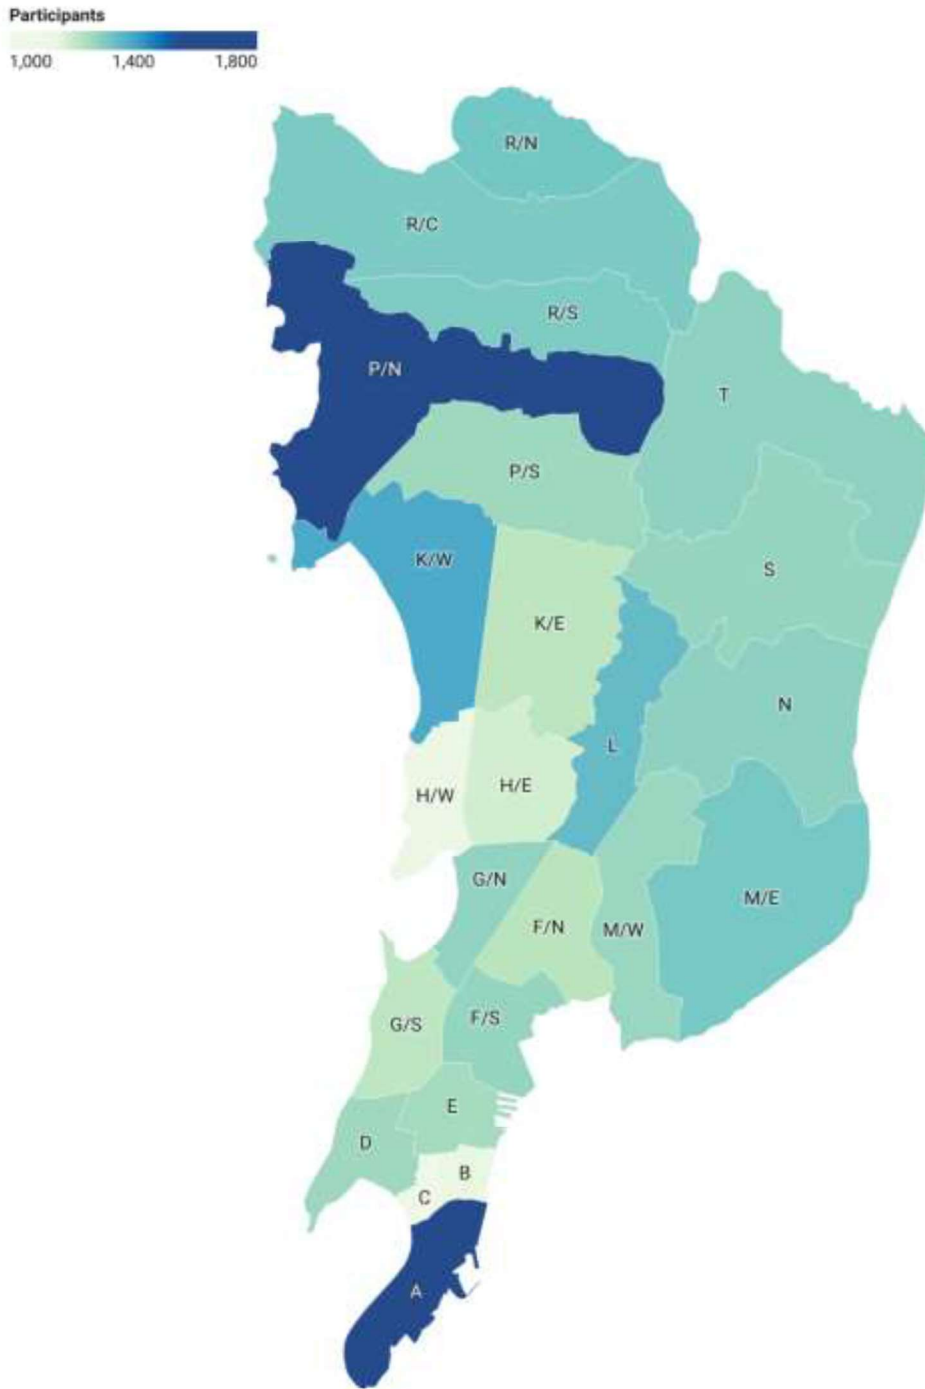 Participants
1,000 1,400 1,800
R/N
R/C
R/S
P/N
T
P/S
K/W
S
K/E
N
L
H/E
H/W
G/N
M/E
F/N
M/W
F/S
G/S
E
D
B
C
A